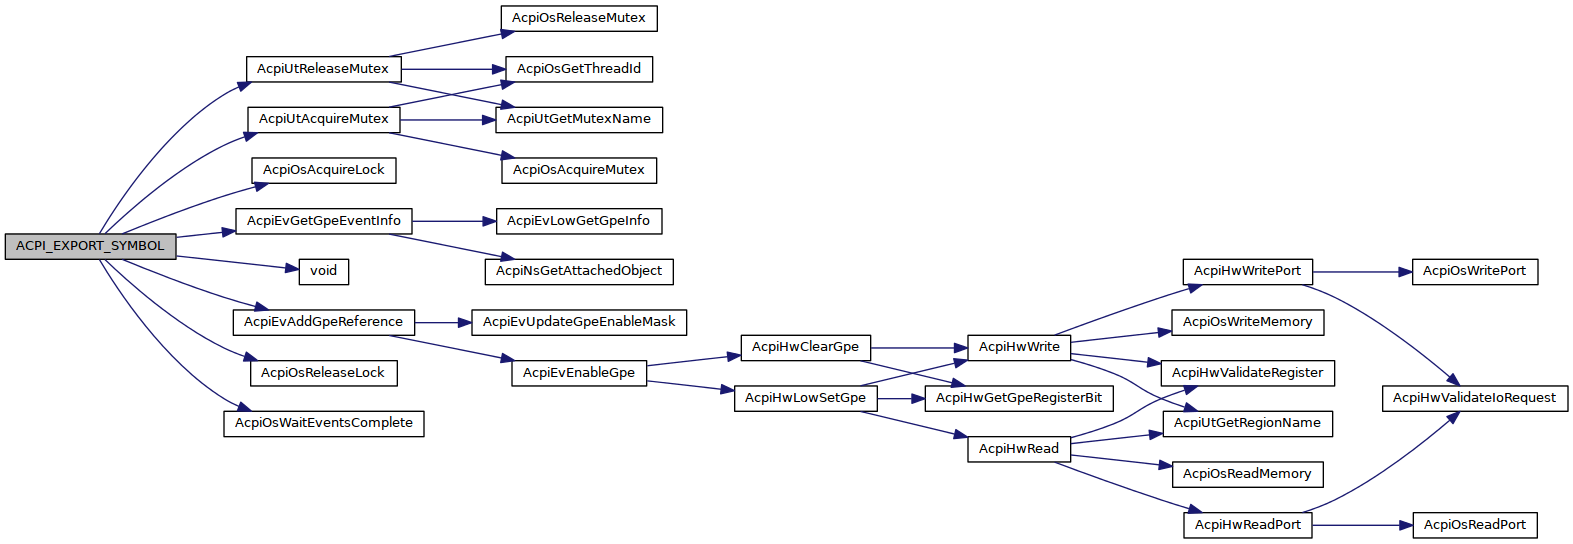 ACPI_EXPORT_SYMBOL
AcpiUtReleaseMutex
AcpiUtAcquireMutex
AcpiOsAcquireLock
AcpiEvGetGpeEventInfo
void
AcpiEvAddGpeReference
AcpiOsReleaseLock
AcpiOsWaitEventsComplete
AcpiOsReleaseMutex
AcpiOsGetThreadId
AcpiUtGetMutexName
AcpiOsAcquireMutex
AcpiEvLowGetGpeInfo
AcpiNsGetAttachedObject
AcpiEvUpdateGpeEnableMask
AcpiEvEnableGpe
AcpiHwClearGpe
AcpiHwLowSetGpe
AcpiHwWrite
AcpiHwGetGpeRegisterBit
AcpiHwRead
AcpiHwWritePort
AcpiOsWriteMemory
AcpiHwValidateRegister
AcpiUtGetRegionName
AcpiOsReadMemory
AcpiHwReadPort
AcpiOsWritePort
AcpiHwValidateIoRequest
AcpiOsReadPort